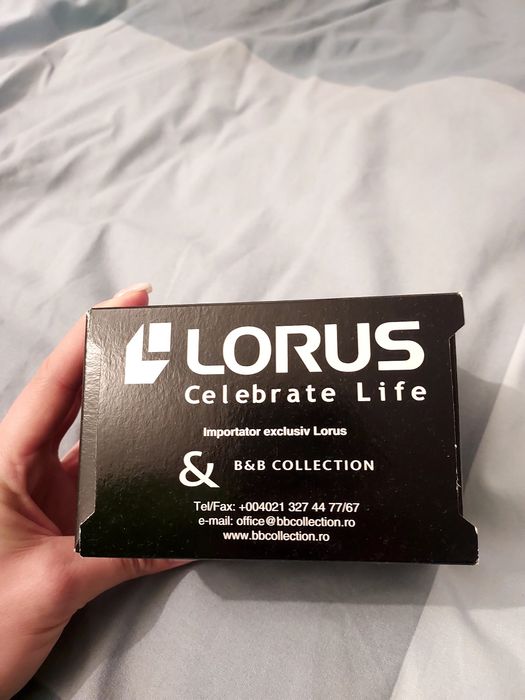 LORUS
Celebrate Life
Importator exclusiv Lorus
& B&B COLLECTION
Tel/Fax: +004021 327 44 77/67
e-mail: office@bbcollection.ro
www.bbcollection.ro